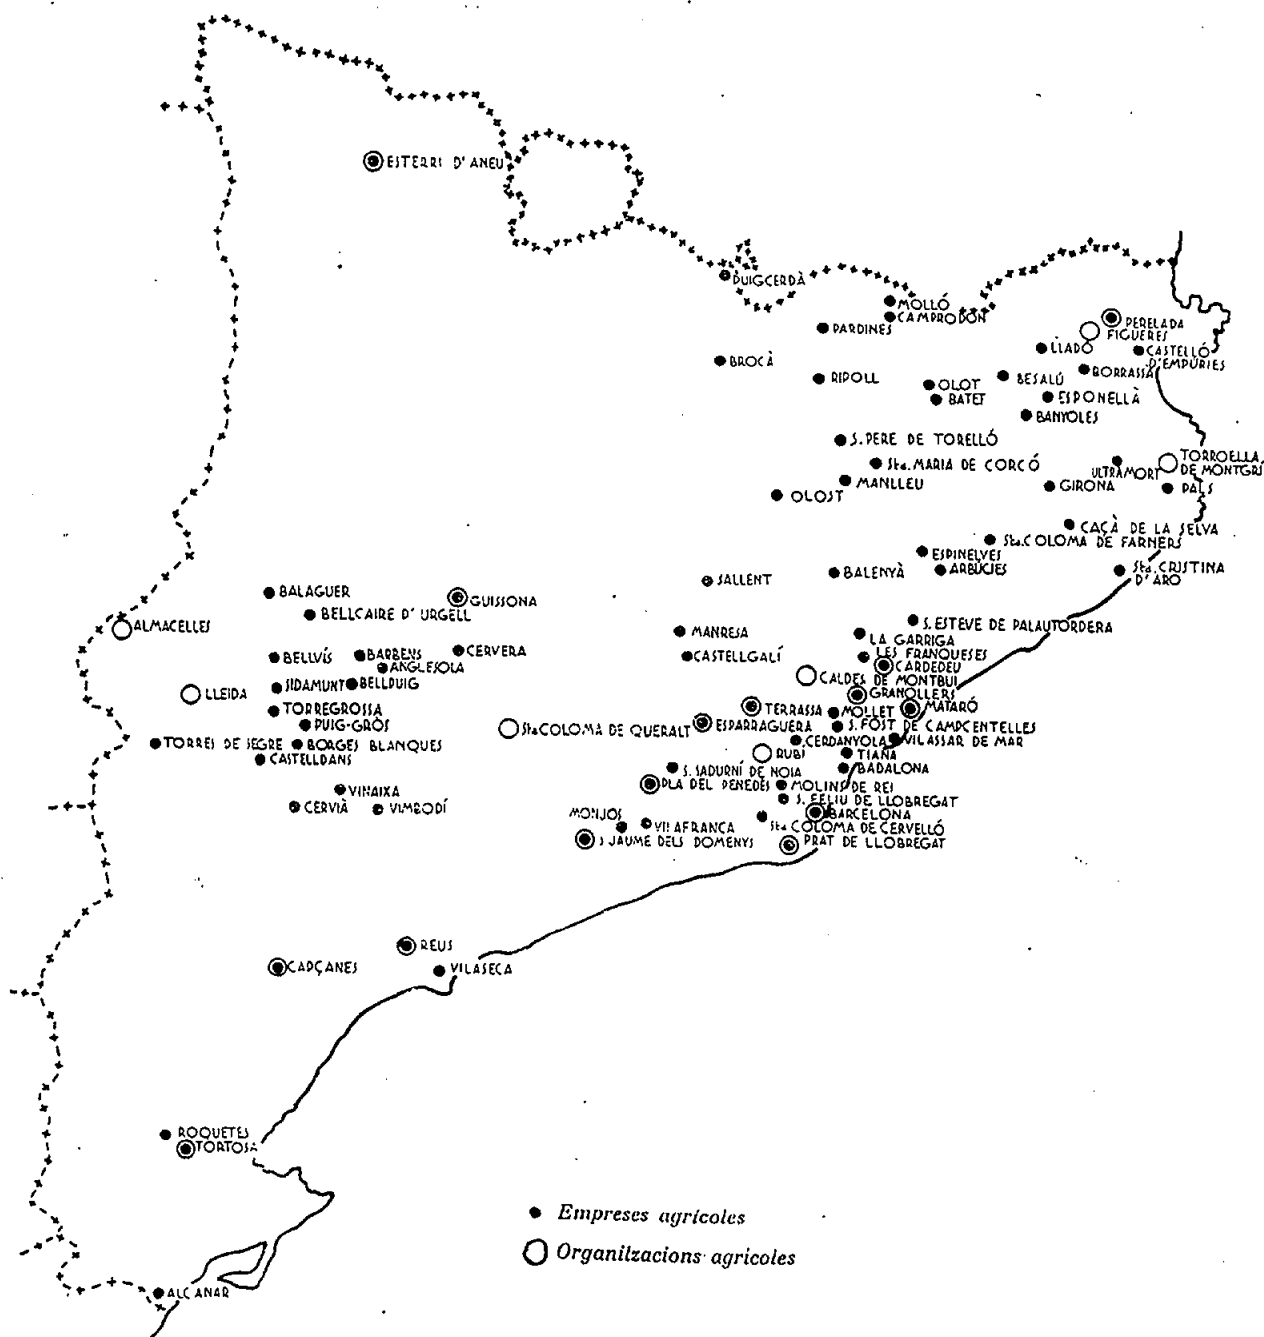 ESTERRI D'ANEU
PUIGCERDÀ
MOLLÓ
CAMPRODON
PARDINES
PERELADA
FIGUERES
LLADÓ
CASTELLÓ
D'EMPÚRIES
BROCÀ
BORRASSÀ
RIPOLL
OLOT
BESALÚ
BATET
ESPONELLÀ
BANYOLES
S. PERE DE TORELLÓ
Sta. MARIA DE CORCÓ
TORROELLA
DE MONTGRÍ
ULTRAMORT
MANLLEU
GIRONA
PALS
OLOST
CAÇÀ DE LA SELVA
Sta. COLOMA DE FARNERS
ESPINELVES
ARBÚCIES
BALENYÀ
Sta. CRISTINA
D'ARO
SALLENT
BALAGUER
GUISSONA
BELLCAIRE D'URGELL
ALMACELLES
S. ESTEVE DE PALAUTORDERA
MANRESA
LA GARRIGA
BELLVÍS
BARBENS
CERVERA
CASTELLGALÍ
LES FRANQUESES
ANGLESOLA
CARDEDEU
CALDES DE MONTBUI
SIDAMUNT
BELLPUIG
LLEIDA
GRANOLLERS
TORREGROSSA
TERRASSA
MOLLET
MATARÓ
PUIG-GRÒS
Sta COLOMA DE QUERALT
ESPARRAGUERA
S. FOST DE CAMPCENTELLES
TORRES DE SEGRE
BORGES BLANQUES
CERDANYOLA
VILASSAR DE MAR
CASTELLDANS
RUBÍ
TIANA
S. SADURNÍ DE NOIA
BADALONA
PLA DEL PENEDÈS
MOLINS DE REI
VINAIXA
S. FELIU DE LLOBREGAT
CERVIÀ
VIMBODÍ
MONJOS
BARCELONA
VILAFRANCA
Sta COLOMA DE CERVELLÓ
S. JAUME DELS DOMENYS
PRAT DE LLOBREGAT
REUS
CAPÇANES
VILASECA
ROQUETES
TORTOSA
Empreses agrícoles
Organitzacions agricoles
ALCANAR